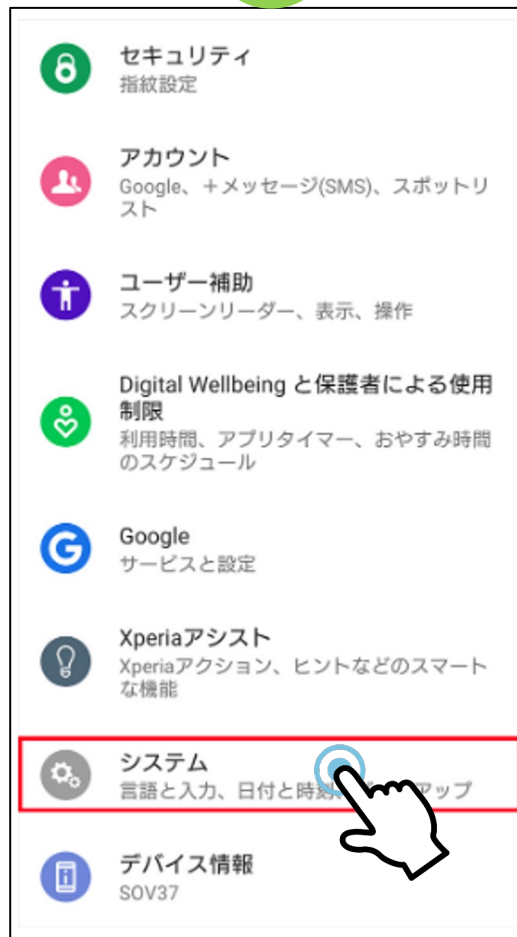 セキュリティ
指紋設定
アカウント
Google、+メッセージ(SMS)、スポットリ
スト
ユーザー補助
スクリーンリーダー、表示、操作
Digital Wellbeing と保護者による使用
制限
利用時間、アプリタイマー、おやすみ時間
のスケジュール
Google
サービスと設定
Xperiaアシスト
Xperiaアクション、ヒントなどのスマート
な機能
システム
言語と入力、日付と時刻、アップ
デバイス情報
SOV37